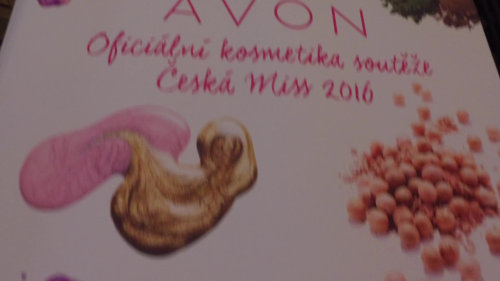 AVON
Oficiální kosmetika soutěže
Česká Miss 2016